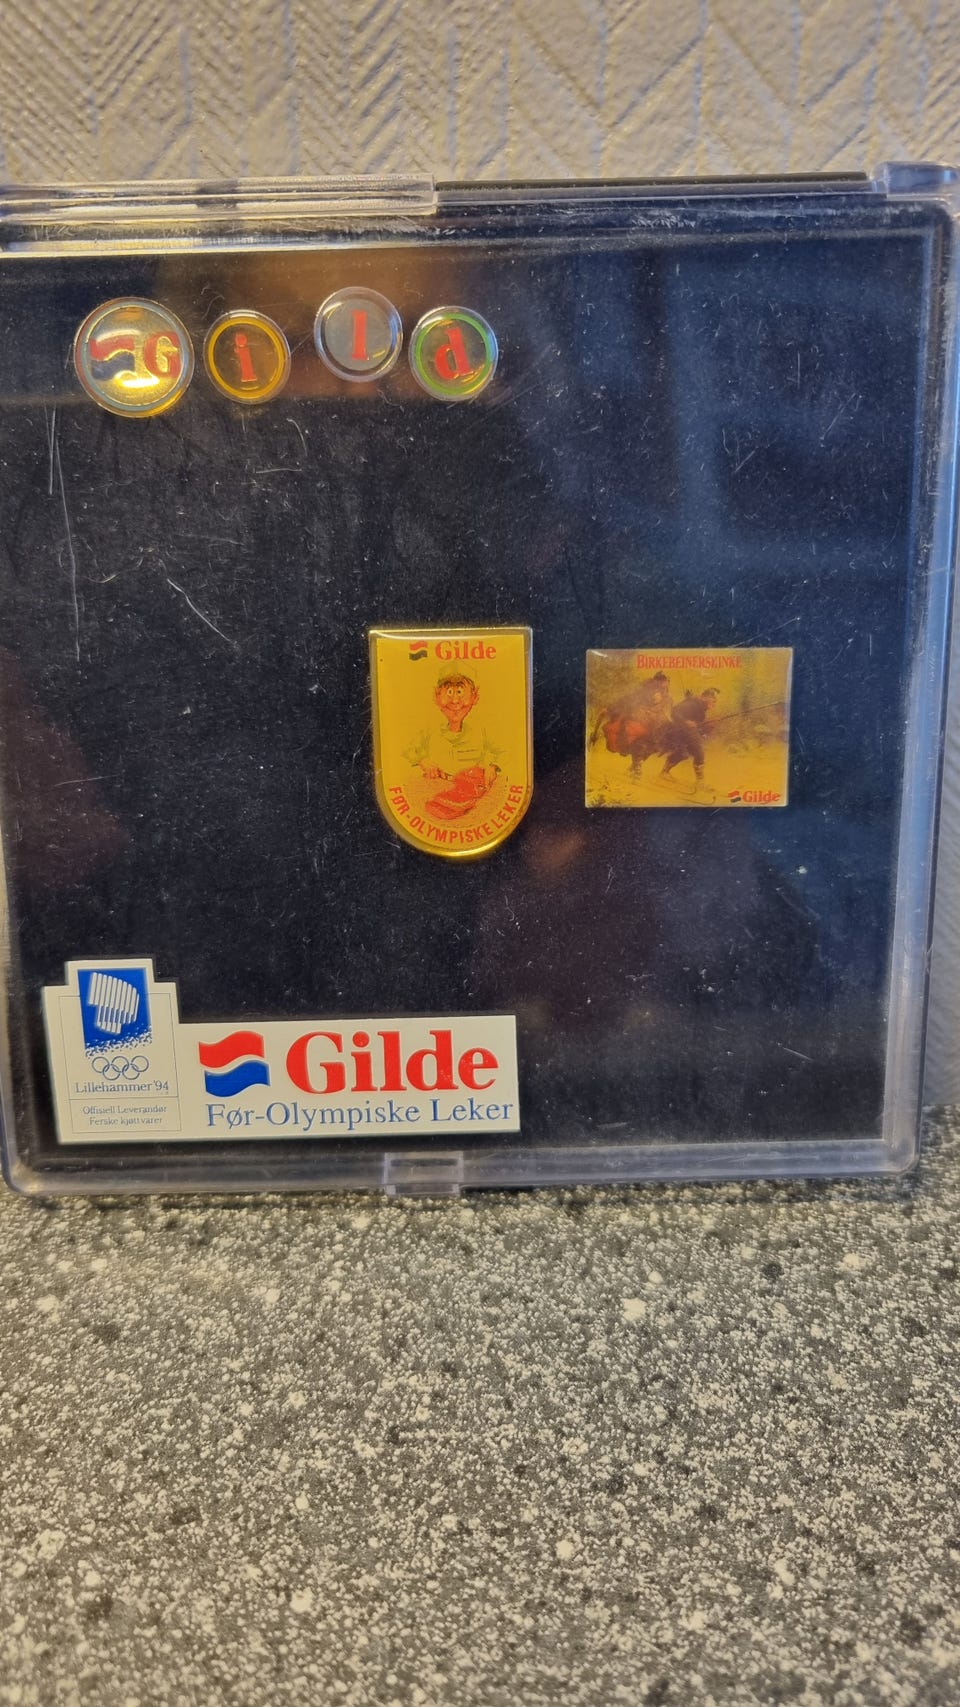 G i l d
Gilde
FØR-OLYMPISKE LEKER
BIRKEBEINERSKINKE
Gilde
Lillehammer '94
Offisiell Leverandør
Ferske kjøttvarer
Gilde
Før-Olympiske Leker